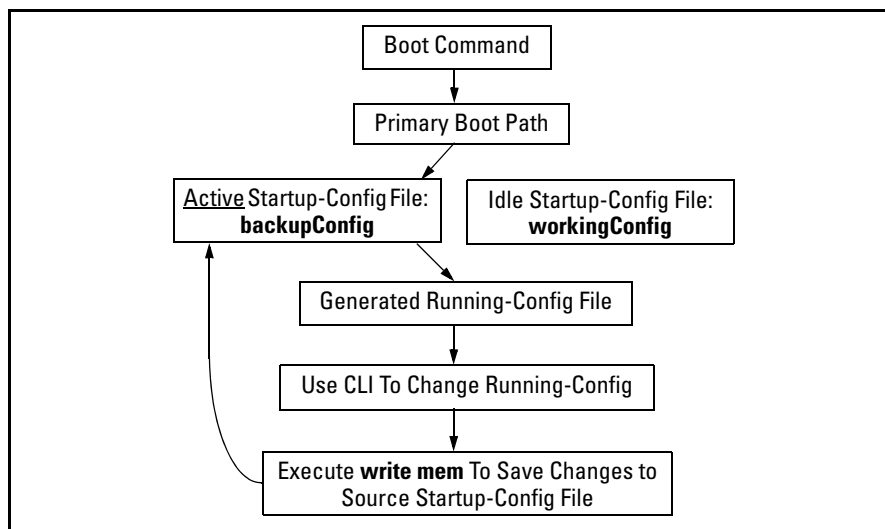 Boot Command
Primary Boot Path
Active Startup-Config File:
backupConfig
Idle Startup-Config File:
workingConfig
Generated Running-Config File
Use CLI To Change Running-Config
Execute write mem To Save Changes to
Source Startup-Config File